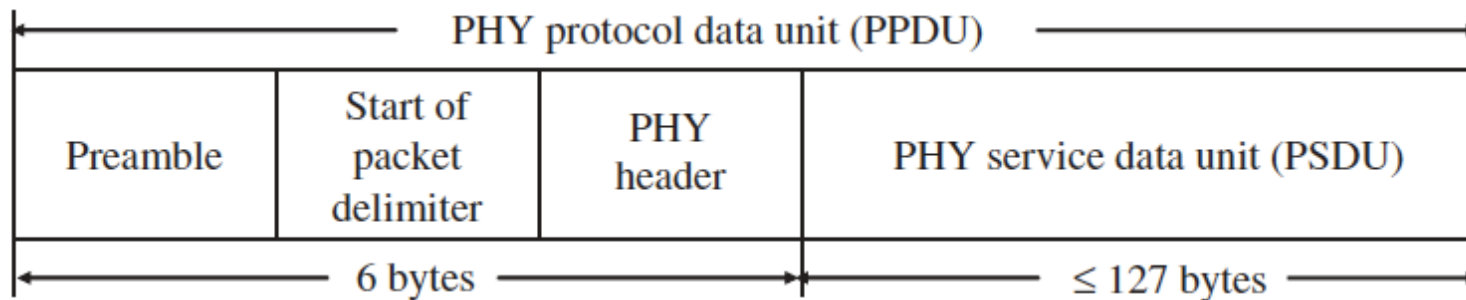 PHY protocol data unit (PPDU)
Preamble
Start of
packet
delimiter
PHY
header
PHY service data unit (PSDU)
6 bytes
≤ 127 bytes